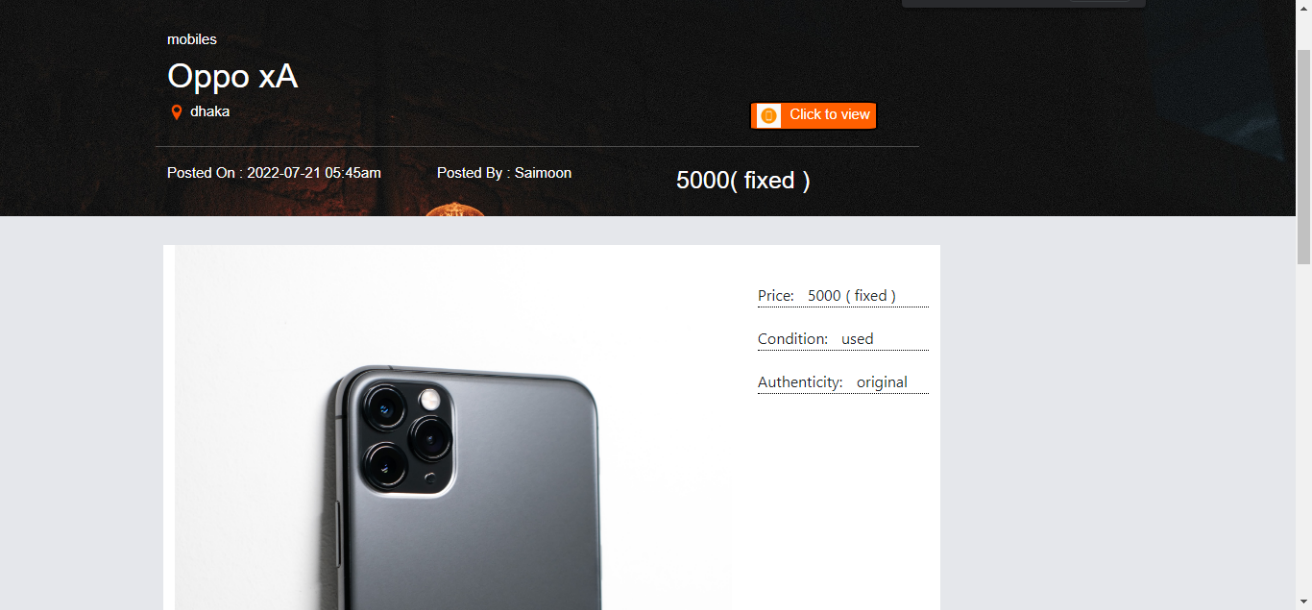 mobiles
Oppo xA
dhaka
Click to view
Posted On : 2022-07-21 05:45am
Posted By : Saimoon
5000( fixed )
Price: 5000 ( fixed )
Condition: used
Authenticity: original